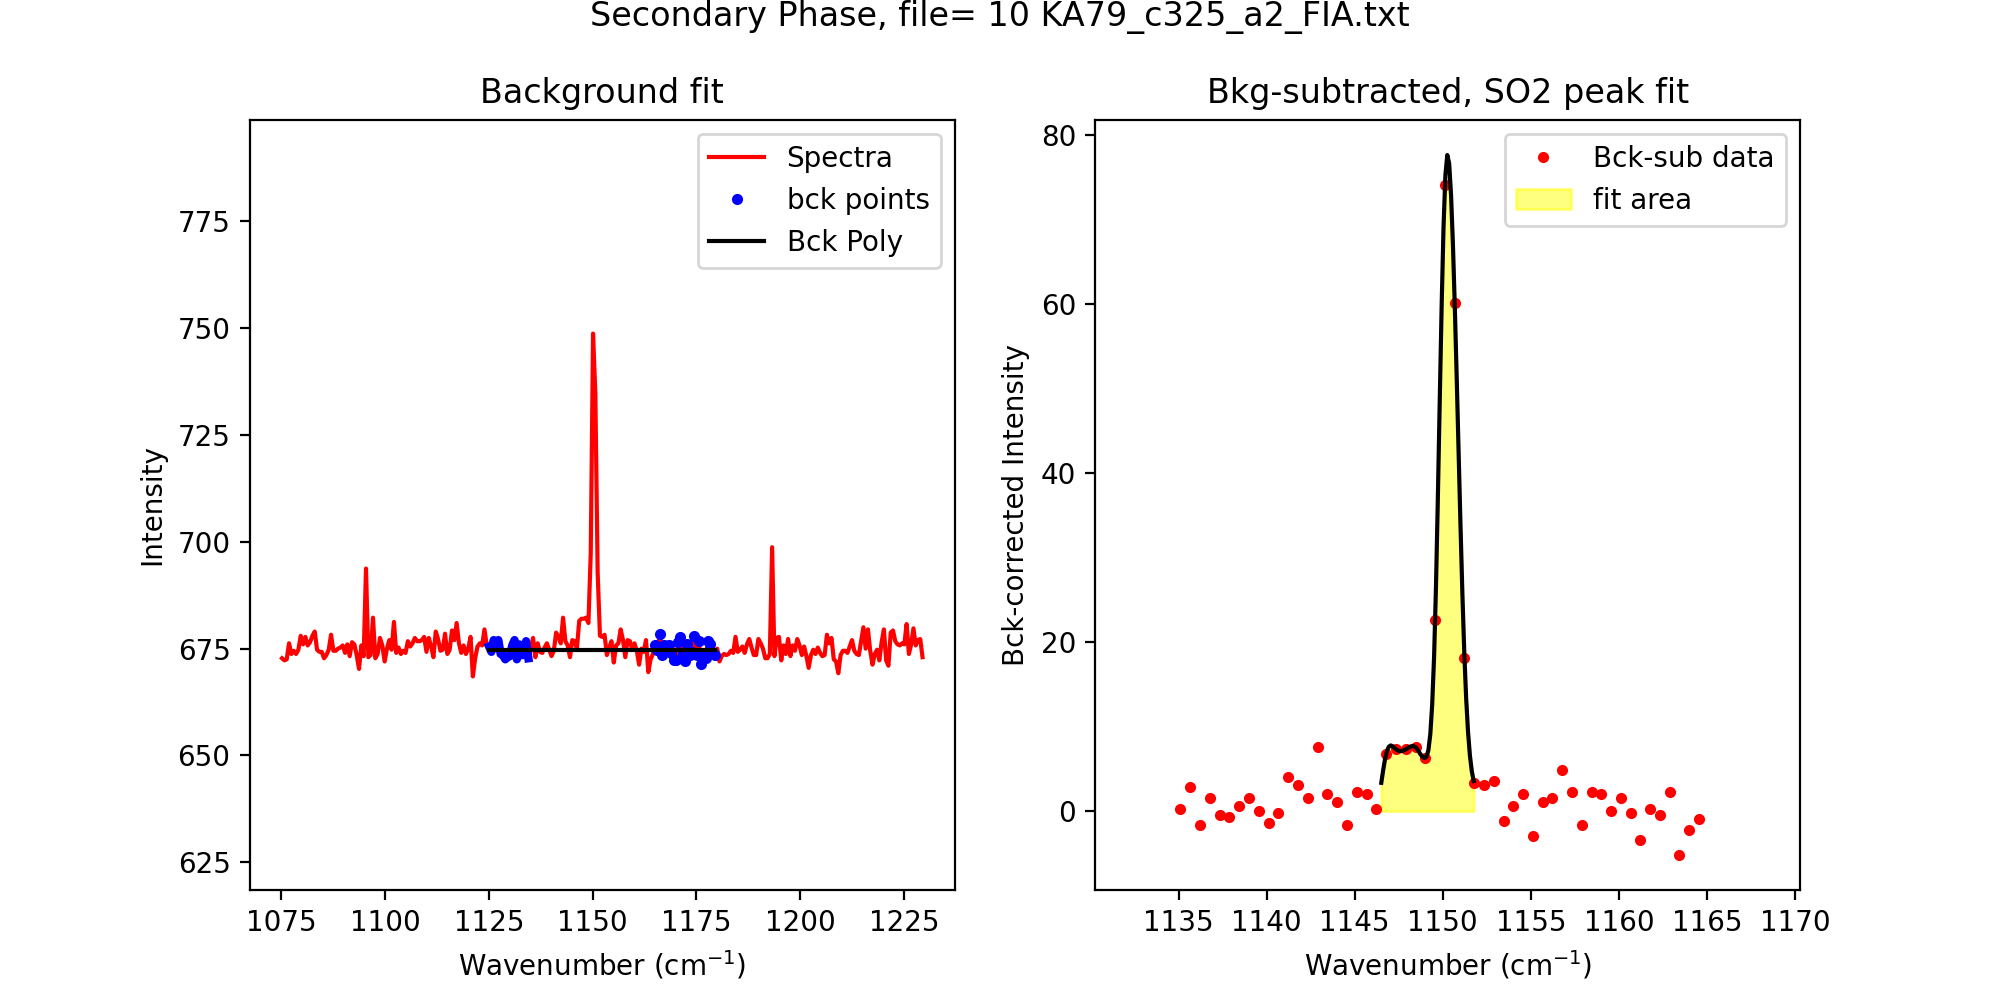 Secondary Phase, file= 10 KA79_c325_a2_FIA.txt
Background fit
Spectra
bck points
Bck Poly
Intensity
775
750
725
700
675
650
625
1075 1100 1125 1150 1175 1200 1225
Wavenumber (cm⁻¹)
Bkg-subtracted, SO2 peak fit
Bck-sub data
fit area
Bck-corrected Intensity
80
60
40
20
0
1135 1140 1145 1150 1155 1160 1165 1170
Wavenumber (cm⁻¹)